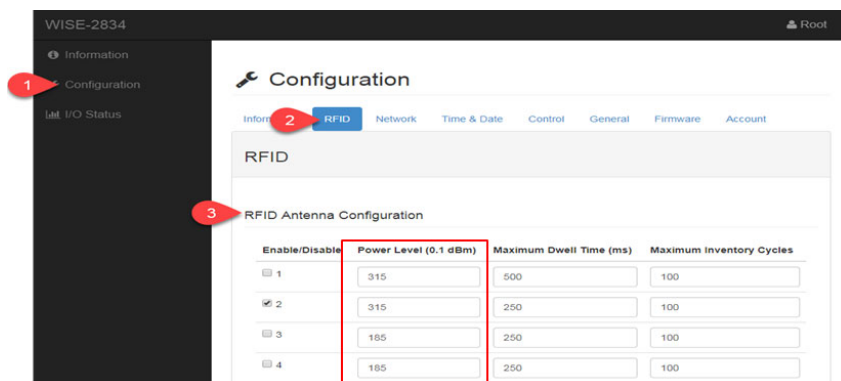 WISE-2834
Root
Information
1 Configuration
I/O Status
Configuration
Inform 2 RFID Network Time & Date Control General Firmware Account
RFID
3 RFID Antenna Configuration
Enable/Disable Power Level (0.1 dBm) Maximum Dwell Time (ms) Maximum Inventory Cycles
1 315 500 100
2 315 250 100
3 185 250 100
4 185 250 100